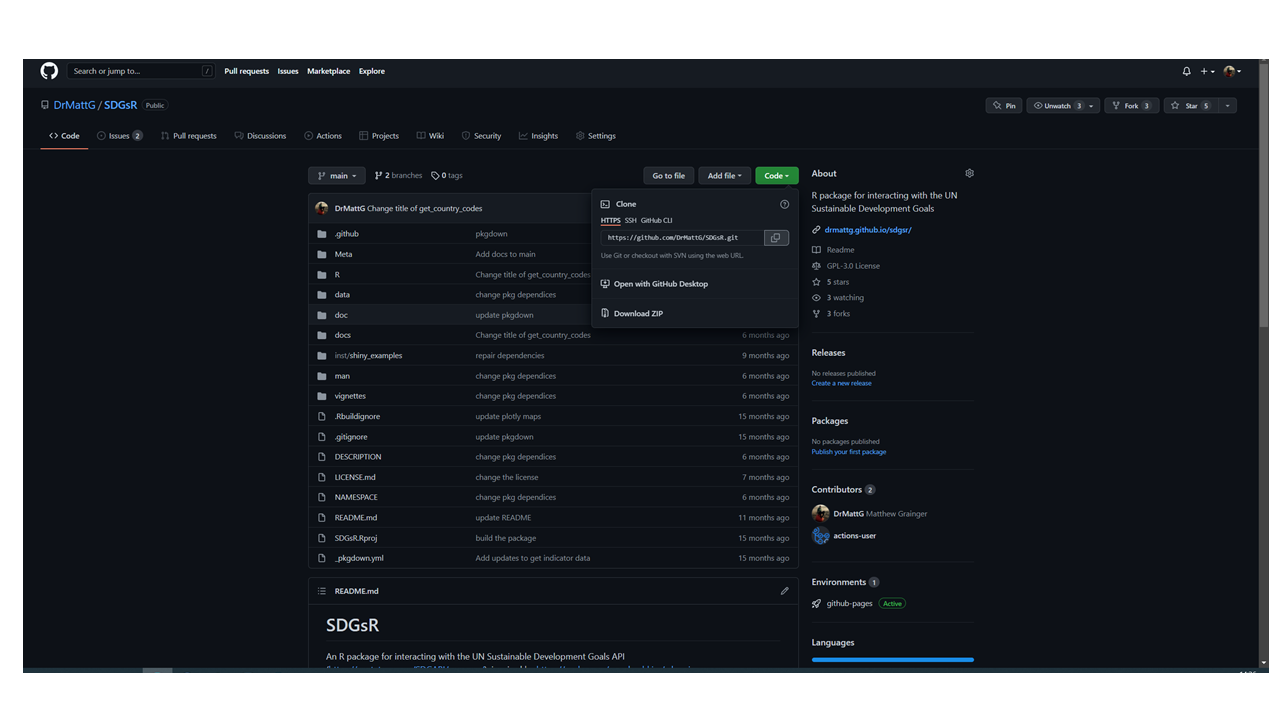 Search or jump to... /
Pull requests Issues Marketplace Explore
DrMattG / SDGsR Public
Pin Unwatch 3 Fork 3 Star 5
Code Issues 2 Pull requests Discussions Actions Projects Wiki Security Insights Settings
main 2 branches 0 tags Go to file Add file Code
DrMattG Change title of get_country_codes
.github pkgdown
Meta Add docs to main
R Change title of get_country_codes
data change pkg dependices
doc update pkgdown
docs Change title of get_country_codes 6 months ago
inst/shiny_examples repair dependencies 9 months ago
man change pkg dependices 6 months ago
vignettes change pkg dependices 6 months ago
.Rbuildignore update plotly maps 15 months ago
.gitignore update pkgdown 15 months ago
DESCRIPTION change pkg dependices 6 months ago
LICENSE.md change the license 7 months ago
NAMESPACE change pkg dependices 6 months ago
README.md update README 11 months ago
SDGsR.Rproj build the package 15 months ago
_pkgdown.yml Add updates to get indicator data 15 months ago
Clone
HTTPS SSH GitHub CLI
https://github.com/DrMattG/SDGsR.git
Use Git or checkout with SVN using the web URL.
Open with GitHub Desktop
Download ZIP
README.md
SDGsR
An R package for interacting with the UN Sustainable Development Goals API
About
R package for interacting with the UN
Sustainable Development Goals
drmattg.github.io/sdgsr/
Readme
GPL-3.0 License
5 stars
3 watching
3 forks
Releases
No releases published
Create a new release
Packages
No packages published
Publish your first package
Contributors 2
DrMattG Matthew Grainger
actions-user
Environments 1
github-pages Active
Languages